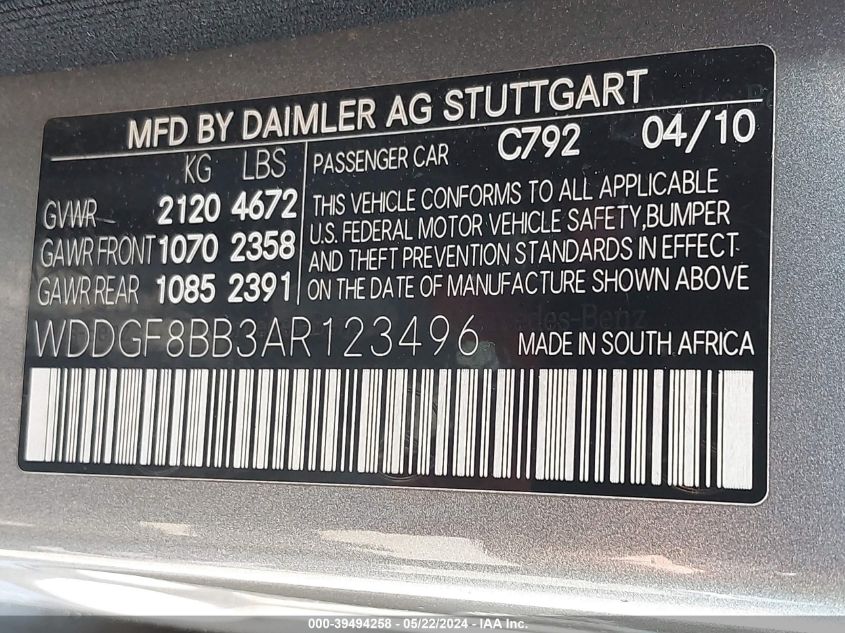 MFD BY DAIMLER AG STUTTGART
KG LBS
GVWR 2120 4672
GAWR FRONT 1070 2358
GAWR REAR 1085 2391
PASSENGER CAR C792 04/10
THIS VEHICLE CONFORMS TO ALL APPLICABLE
U.S. FEDERAL MOTOR VEHICLE SAFETY, BUMPER
AND THEFT PREVENTION STANDARDS IN EFFECT
ON THE DATE OF MANUFACTURE SHOWN ABOVE
WDDGF8BB3AR123496 MADE IN SOUTH AFRICA
000-39494258 - 05/22/2024 - IAA Inc.